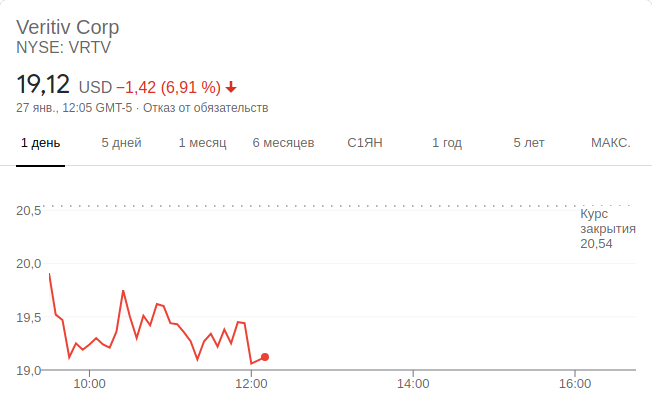 Veritiv Corp
NYSE: VRTV
19,12 USD −1,42 (6,91 %)
27 янв., 12:05 GMT-5 · Отказ от обязательств
1 день 5 дней 1 месяц 6 месяцев С1ЯН 1 год 5 лет МАКС.
20,5
Курс
закрытия
20,54
20,0
19,5
19,0
10:00 12:00 14:00 16:00